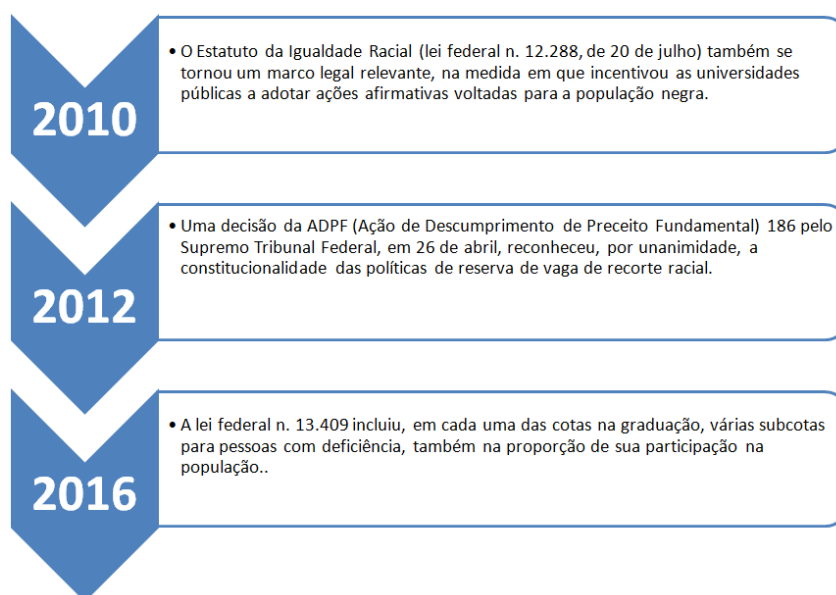 2010
• O Estatuto da Igualdade Racial (lei federal n. 12.288, de 20 de julho) também se
tornou um marco legal relevante, na medida em que incentivou as universidades
públicas a adotar ações afirmativas voltadas para a população negra.
2012
• Uma decisão da ADPF (Ação de Descumprimento de Preceito Fundamental) 186 pelo
Supremo Tribunal Federal, em 26 de abril, reconheceu, por unanimidade, a
constitucionalidade das políticas de reserva de vaga de recorte racial.
2016
• A lei federal n. 13.409 incluiu, em cada uma das cotas na graduação, várias subcotas
para pessoas com deficiência, também na proporção de sua participação na
população..